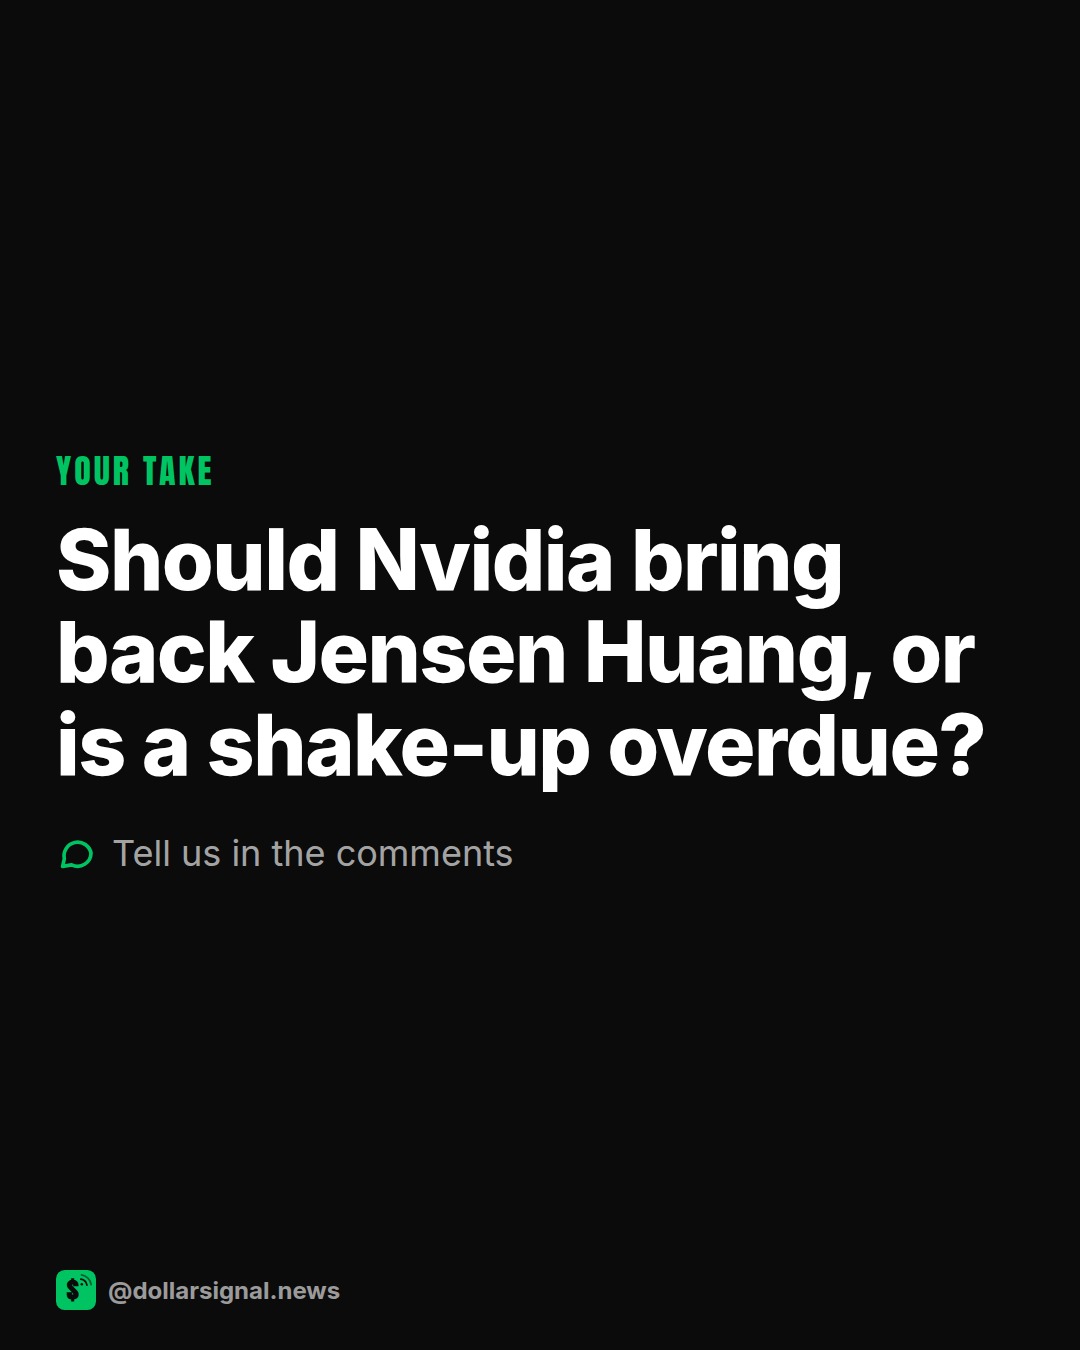 YOUR TAKE
Should Nvidia bring
back Jensen Huang, or
is a shake-up overdue?
Tell us in the comments
$ @dollarsignal.news